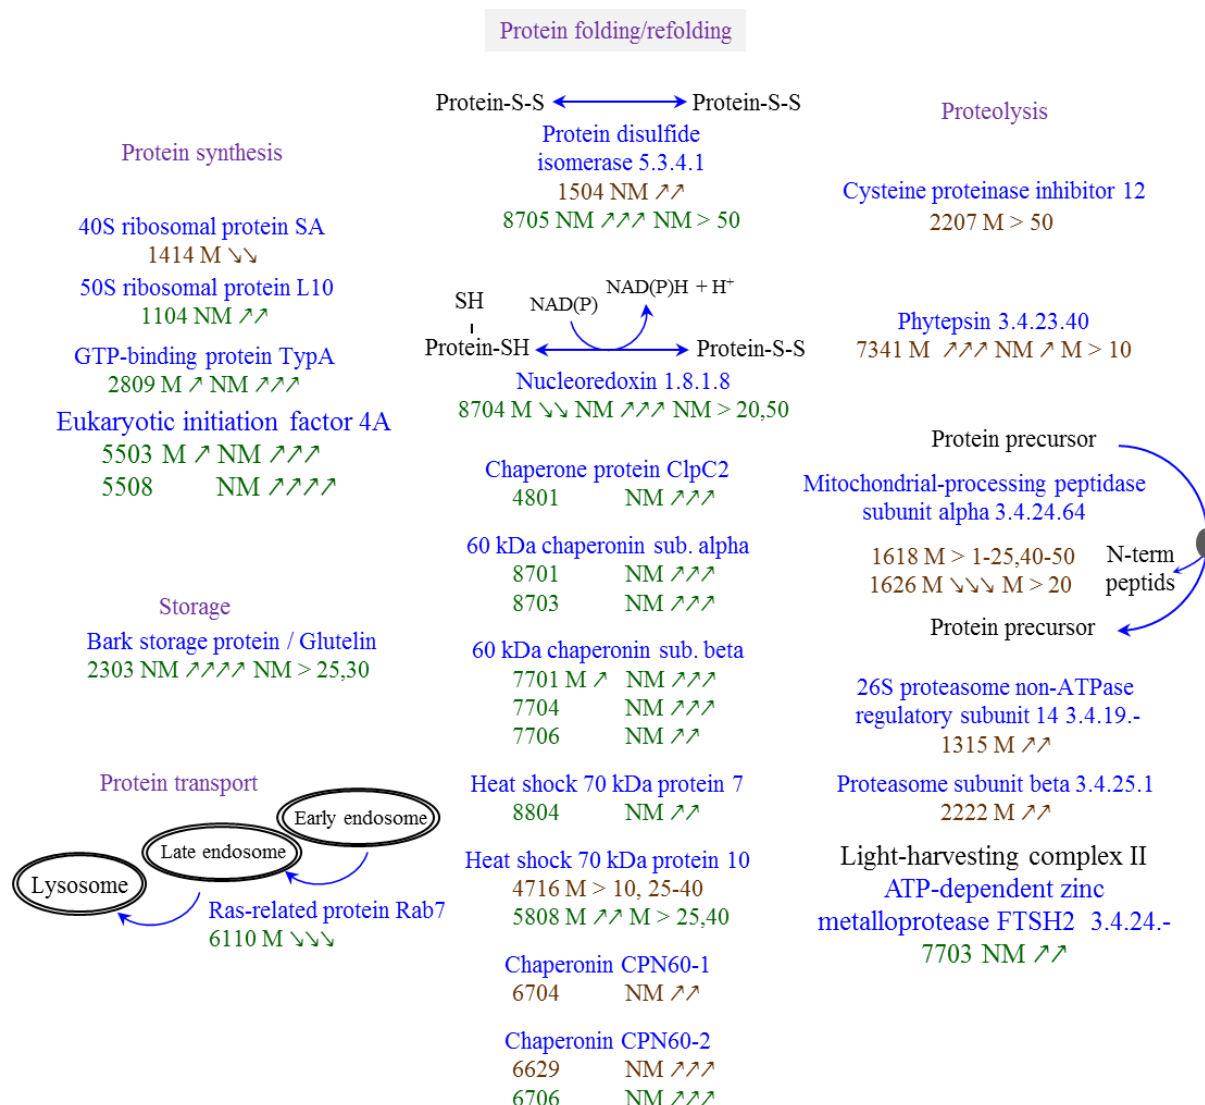 Protein folding/refolding
Protein synthesis
40S ribosomal protein SA
1414 M ↘↘
50S ribosomal protein L10
1104 NM ↗↗
GTP-binding protein TypA
2809 M ↗ NM ↗↗↗
Eukaryotic initiation factor 4A
5503 M ↗ NM ↗↗↗
5508 NM ↗↗↗↗
Storage
Bark storage protein / Glutelin
2303 NM ↗↗↗↗ NM > 25,30
Protein transport
Early endosome
Late endosome
Lysosome
Ras-related protein Rab7
6110 M ↘↘↘
Protein-S-S Protein-S-S
Protein disfulfide
isomerase 5.3.4.1
1504 NM ↗↗
8705 NM ↗↗↗ NM > 50
SH NAD(P) NAD(P)H + H⁺
Protein-SH Protein-S-S
Nucleoredoxin 1.8.1.8
8704 M ↘↘ NM ↗↗↗ NM > 20,50
Chaperone protein ClpC2
4801 NM ↗↗↗
60 kDa chaperonin sub. alpha
8701 NM ↗↗↗
8703 NM ↗↗↗
60 kDa chaperonin sub. beta
7701 M ↗ NM ↗↗↗
7704 NM ↗↗↗
7706 NM ↗↗
Heat shock 70 kDa protein 7
8804 NM ↗↗
Heat shock 70 kDa protein 10
4716 M > 10, 25-40
5808 M ↗↗ M > 25,40
Chaperonin CPN60-1
6704 NM ↗↗
Chaperonin CPN60-2
6629 NM ↗↗↗
6706 NM ↗↗↗
Proteolysis
Cysteine proteinase inhibitor 12
2207 M > 50
Phytepsin 3.4.23.40
7341 M ↗↗↗ NM ↗ M > 10
Protein precursor
Mitochondrial-processing peptidase
subunit alpha 3.4.24.64
1618 M > 1-25,40-50
1626 M ↘↘↘ M > 20
N-term
peptids
Protein precursor
26S proteasome non-ATPase
regulatory subunit 14 3.4.19.-
1315 M ↗↗
Proteasome subunit beta 3.4.25.1
2222 M ↗↗
Light-harvesting complex II
ATP-dependent zinc
metalloprotease FTSH2 3.4.24.-
7703 NM ↗↗